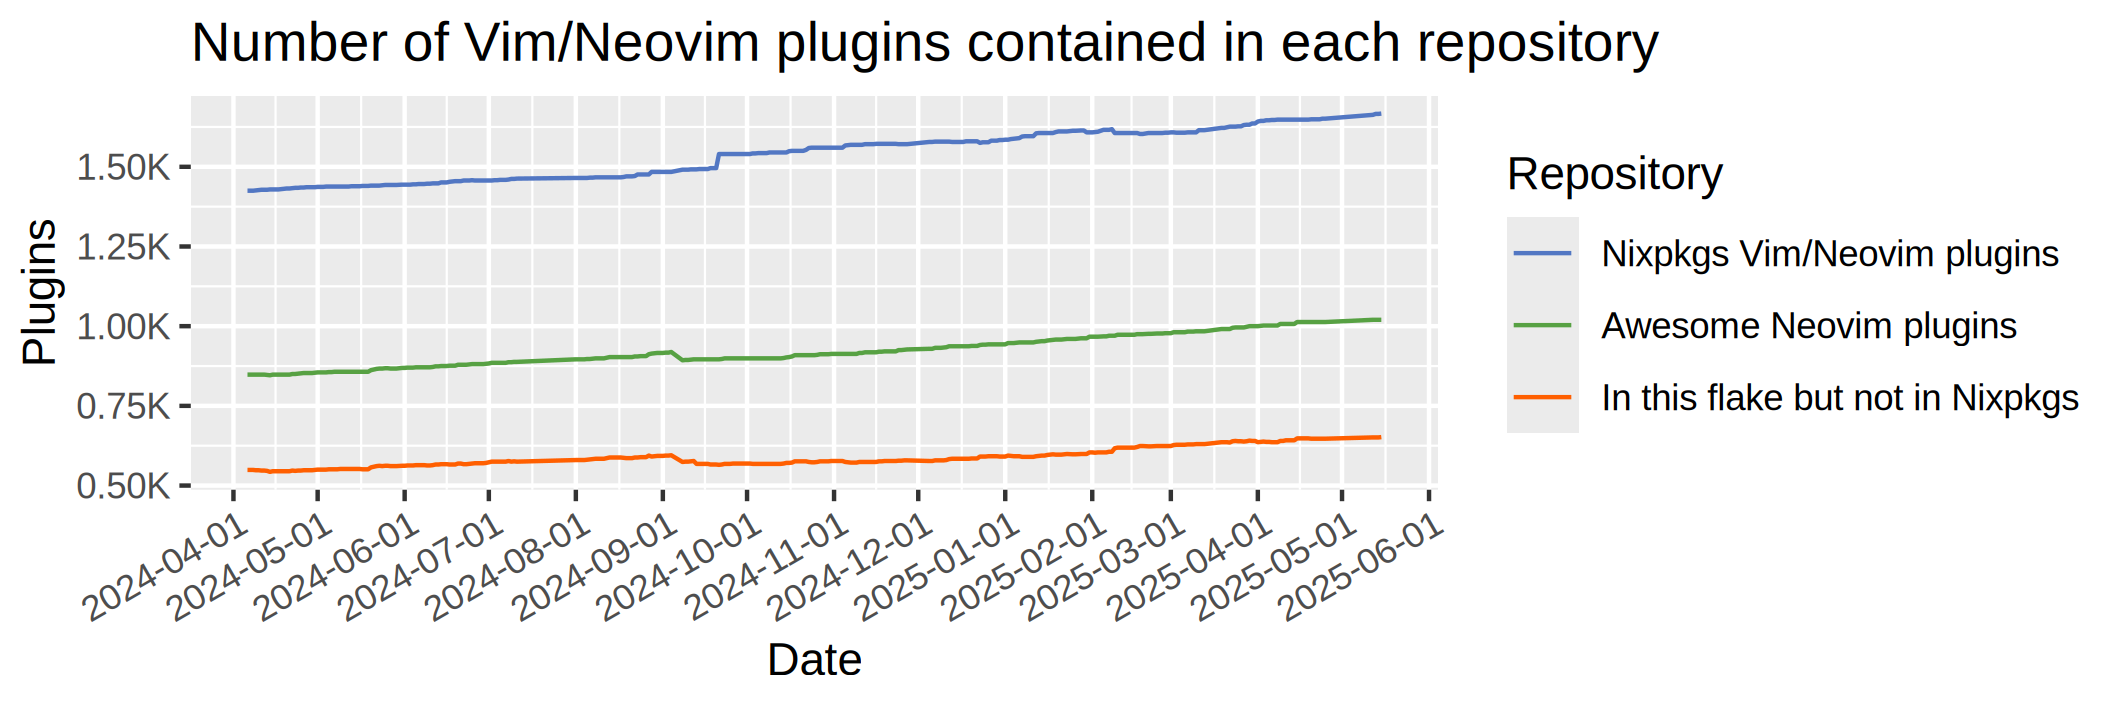 Number of Vim/Neovim plugins contained in each repository
Plugins
1.50K
1.25K
1.00K
0.75K
0.50K
2024-04-01
2024-05-01
2024-06-01
2024-07-01
2024-08-01
2024-09-01
2024-10-01
2024-11-01
2024-12-01
2025-01-01
2025-02-01
2025-03-01
2025-04-01
2025-05-01
2025-06-01
Date
Repository
Nixpkgs Vim/Neovim plugins
Awesome Neovim plugins
In this flake but not in Nixpkgs